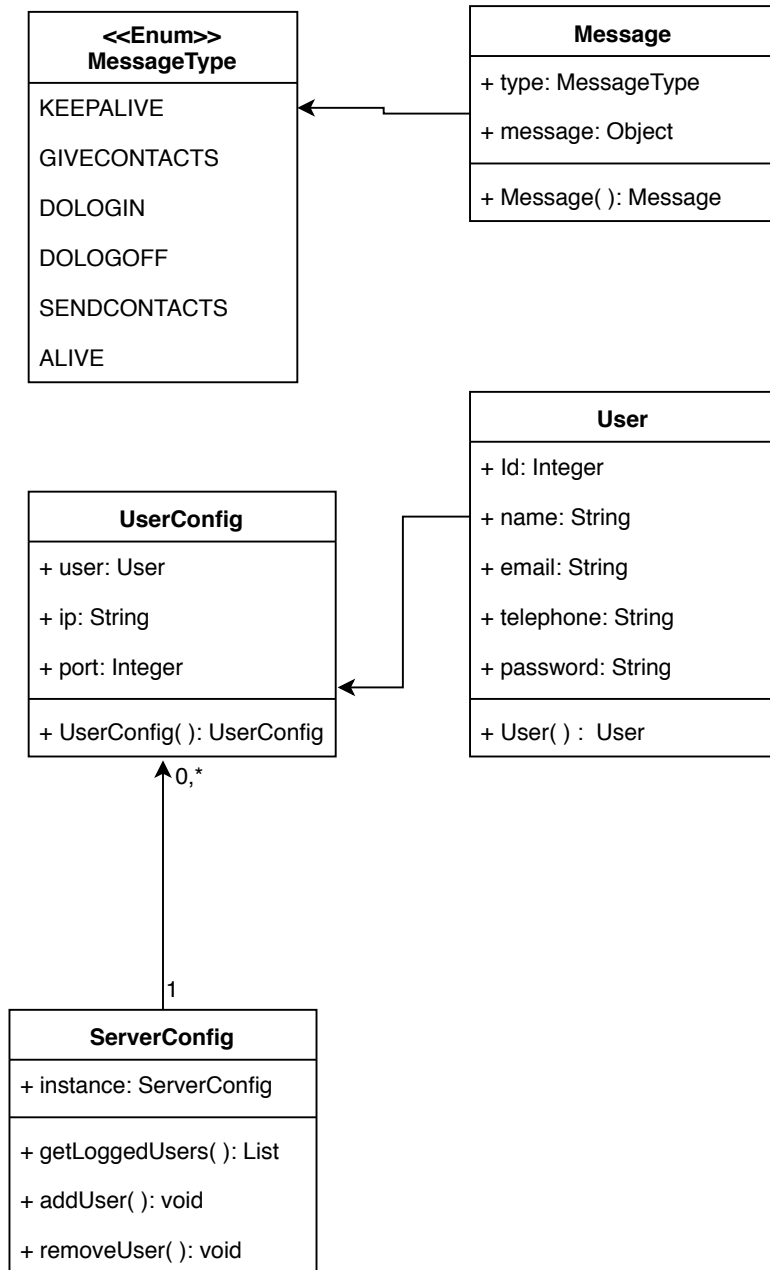 <<Enum>>
MessageType
KEEPALIVE
GIVECONTACTS
DOLOGIN
DOLOGOFF
SENDCONTACTS
ALIVE
Message
+ type: MessageType
+ message: Object
+ Message( ): Message
User
+ Id: Integer
+ name: String
+ email: String
+ telephone: String
+ password: String
+ User( ) :  User
UserConfig
+ user: User
+ ip: String
+ port: Integer
+ UserConfig( ): UserConfig
0,*
1
ServerConfig
+ instance: ServerConfig
+ getLoggedUsers( ): List
+ addUser( ): void
+ removeUser( ): void